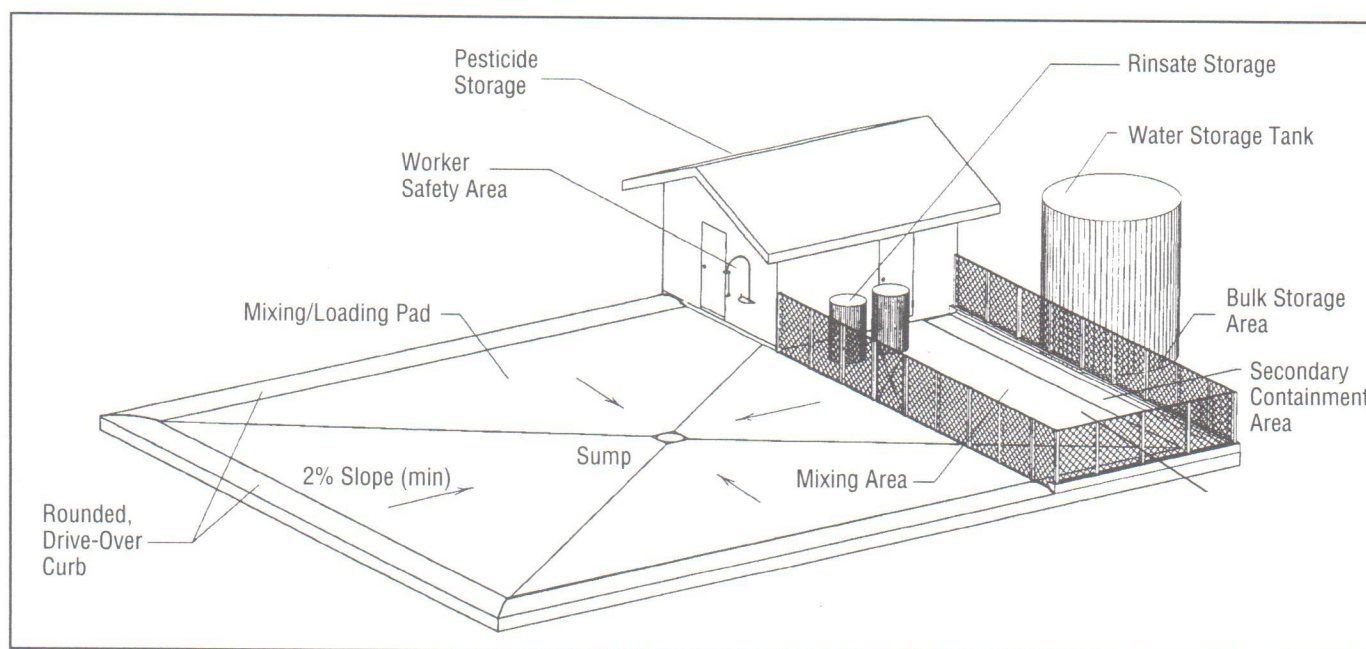 Pesticide
Storage
Rinsate Storage
Water Storage Tank
Worker
Safety Area
Mixing/Loading Pad
Bulk Storage
Area
Secondary
Containment
Area
Sump
Mixing Area
2% Slope (min)
Rounded,
Drive-Over
Curb